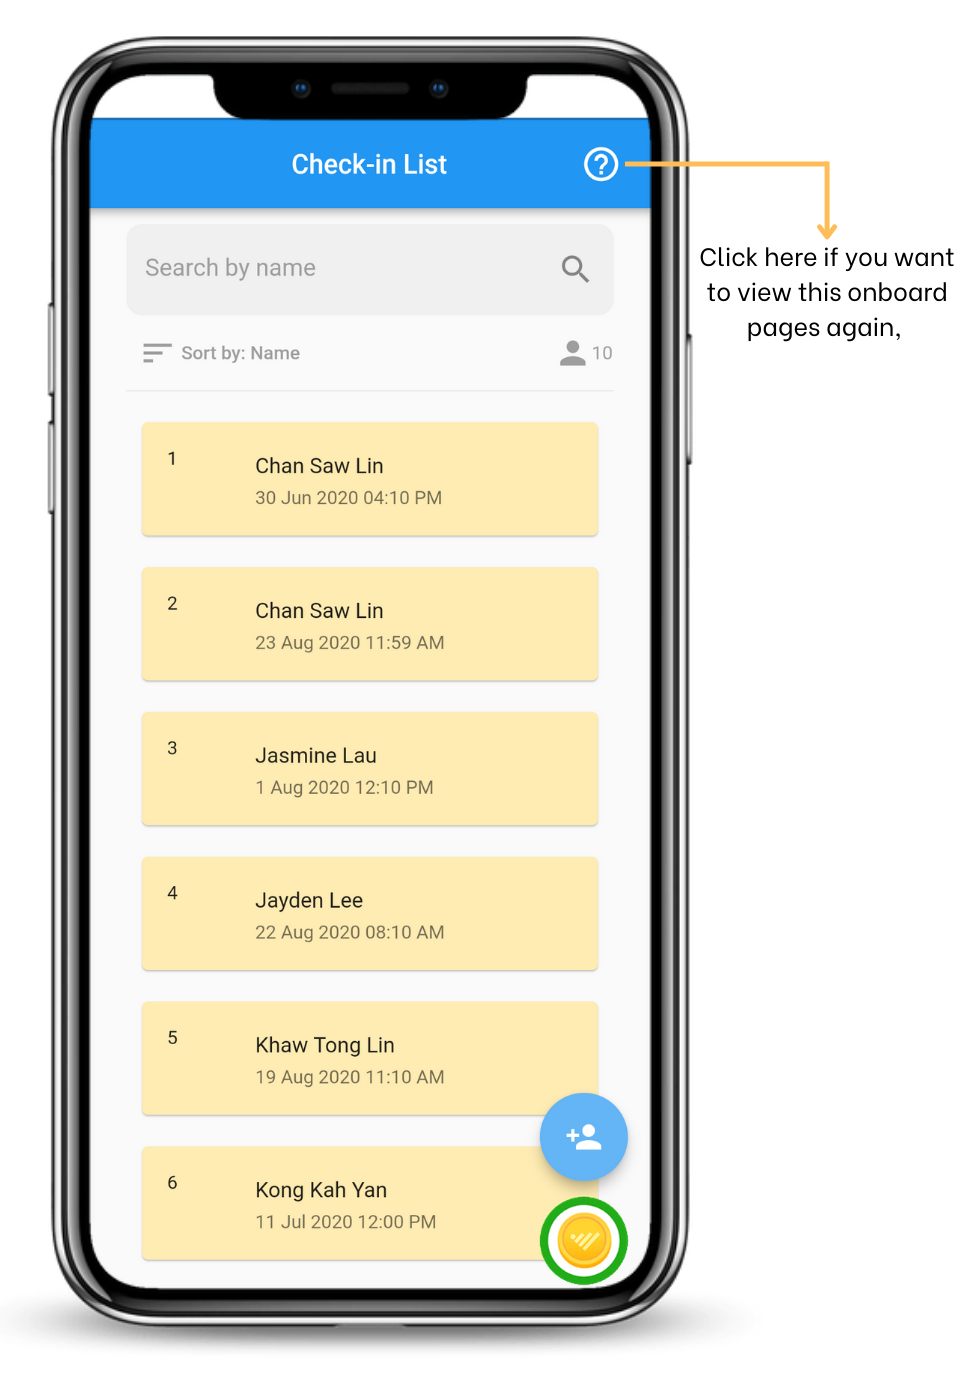 Check-in List
Click here if you want
to view this onboard
pages again,
Search by name
Sort by: Name
10
1
Chan Saw Lin
30 Jun 2020 04:10 PM
2
Chan Saw Lin
23 Aug 2020 11:59 AM
3
Jasmine Lau
1 Aug 2020 12:10 PM
4
Jayden Lee
22 Aug 2020 08:10 AM
5
Khaw Tong Lin
19 Aug 2020 11:10 AM
6
Kong Kah Yan
11 Jul 2020 12:00 PM